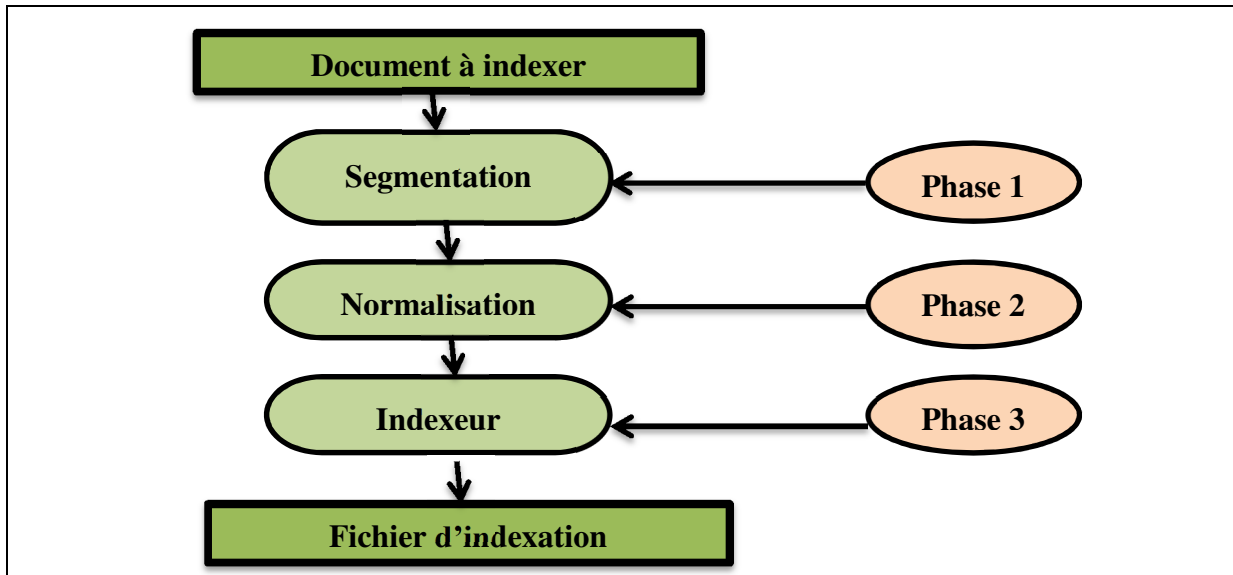 Document à indexer
Segmentation
Phase 1
Normalisation
Phase 2
Indexeur
Phase 3
Fichier d’indexation